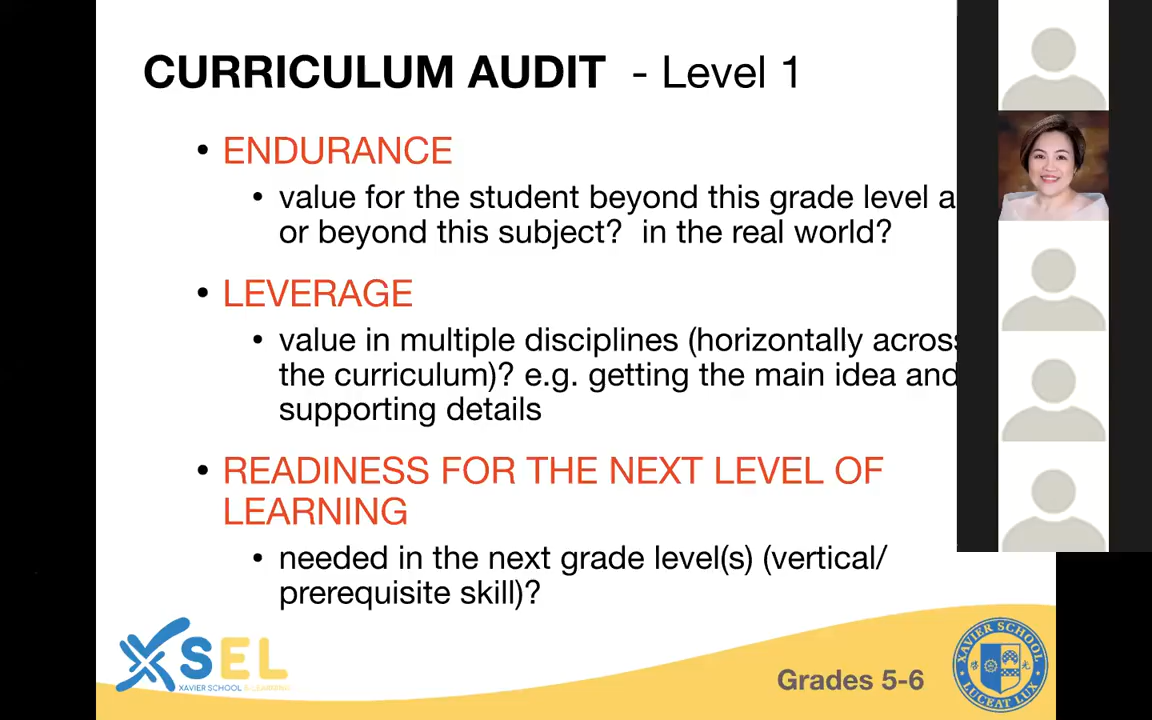 CURRICULUM AUDIT - Level 1
• ENDURANCE
• value for the student beyond this grade level a
or beyond this subject? in the real world?
• LEVERAGE
• value in multiple disciplines (horizontally across
the curriculum)? e.g. getting the main idea and
supporting details
• READINESS FOR THE NEXT LEVEL OF
LEARNING
• needed in the next grade level(s) (vertical/
prerequisite skill)?
XSEL
XAVIER SCHOOL E-LEARNING
Grades 5-6
XAVIER SCHOOL
LUCEAT LUX